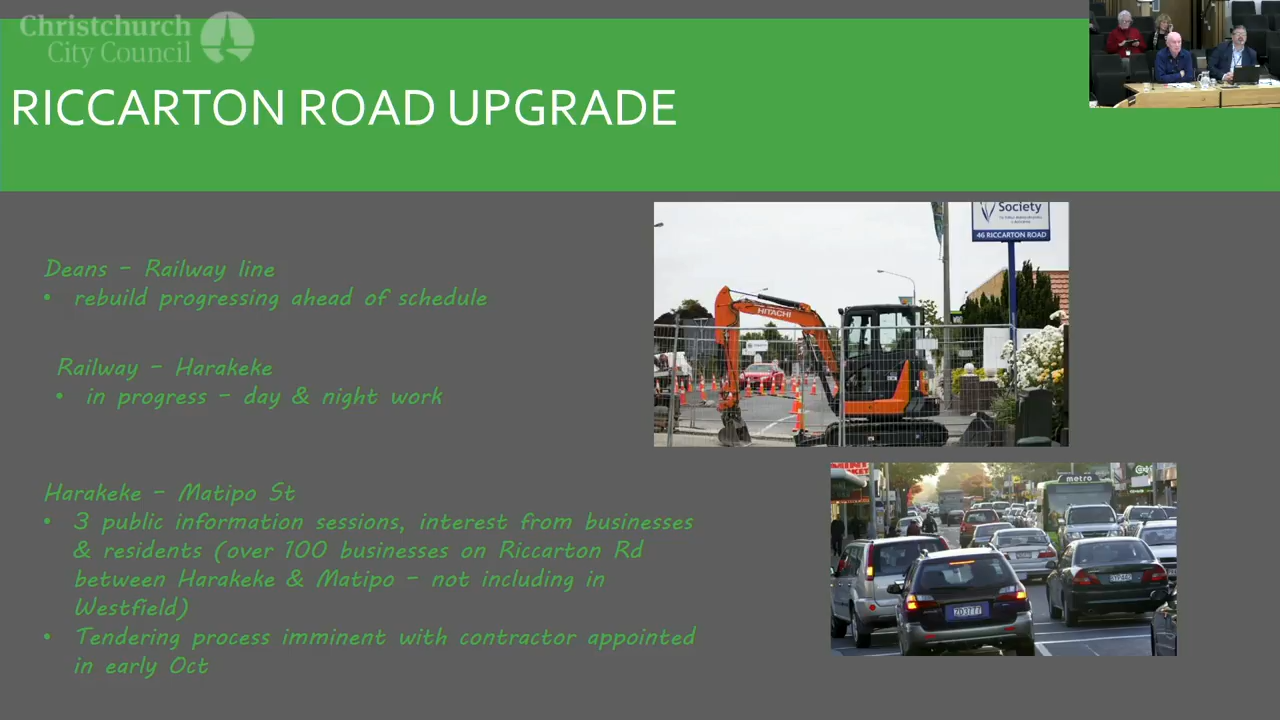 Christchurch
City Council
RICCARTON ROAD UPGRADE
Deans - Railway line
• rebuild progressing ahead of schedule
Railway - Harakeke
• in progress - day & night work
Harakeke - Matipo St
• 3 public information sessions, interest from businesses
& residents (over 100 businesses on Riccarton Rd
between Harakeke & Matipo - not including in
Westfield)
• Tendering process imminent with contractor appointed
in early Oct
Society
46 RICCARTON ROAD
HITACHI
metro